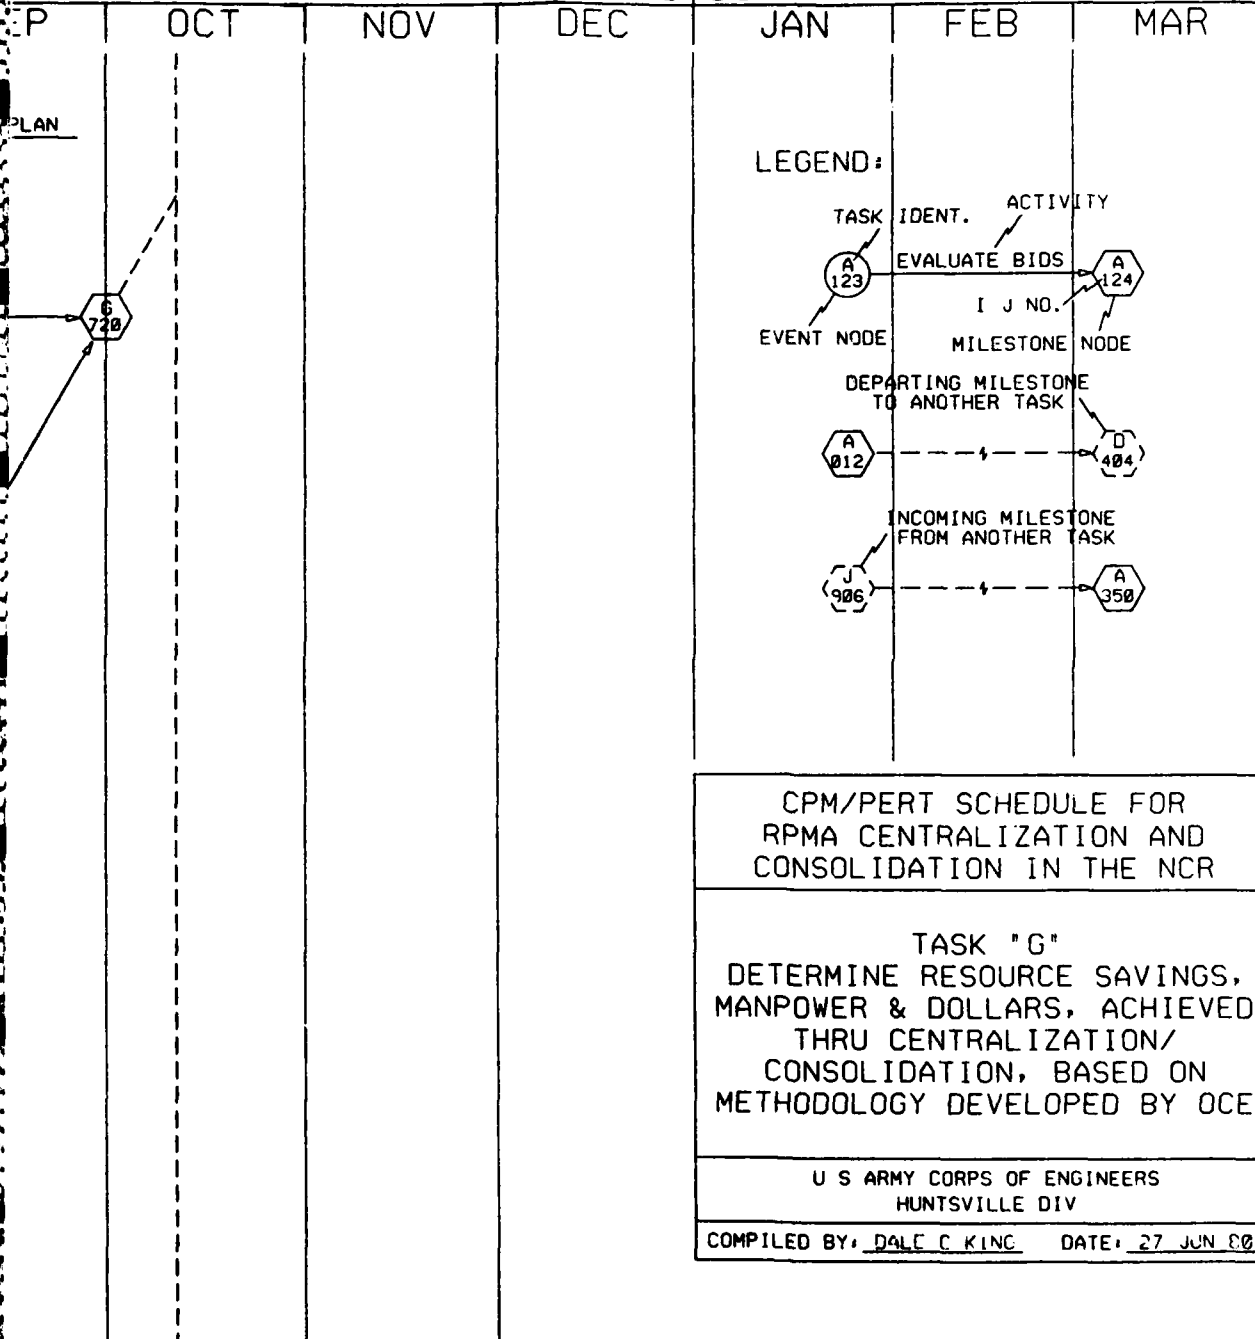 EP OCT NOV DEC JAN FEB MAR
PLAN
G
720
LEGEND:
TASK IDENT.
ACTIVITY
A
123
EVALUATE BIDS
A
124
I J NO.
EVENT NODE
MILESTONE NODE
DEPARTING MILESTONE
TO ANOTHER TASK
A
012
D
404
INCOMING MILESTONE
FROM ANOTHER TASK
J
906
A
350
CPM/PERT SCHEDULE FOR
RPMA CENTRALIZATION AND
CONSOLIDATION IN THE NCR
TASK "G"
DETERMINE RESOURCE SAVINGS,
MANPOWER & DOLLARS, ACHIEVED
THRU CENTRALIZATION/
CONSOLIDATION, BASED ON
METHODOLOGY DEVELOPED BY OCE
U S ARMY CORPS OF ENGINEERS
HUNTSVILLE DIV
COMPILED BY: DALE C KING DATE: 27 JUN 80